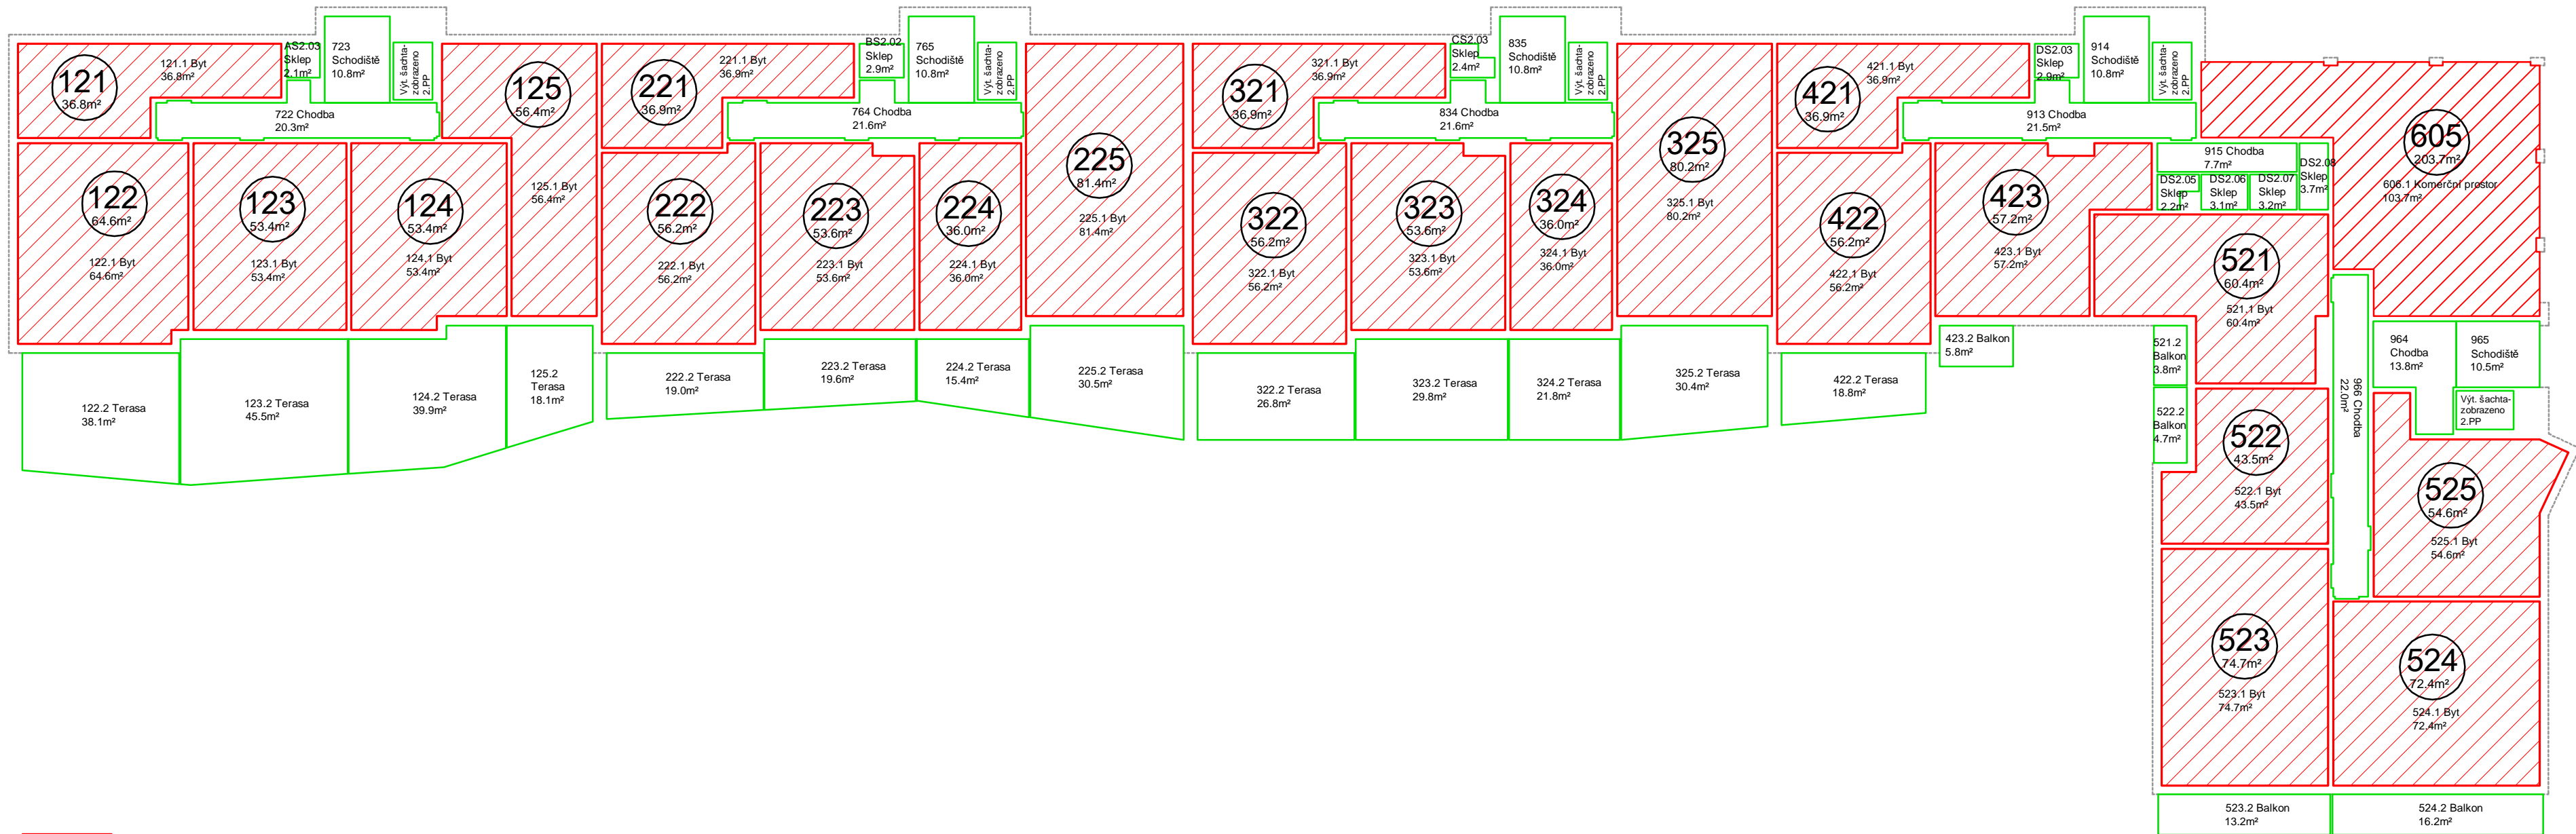 121
36.8m²
121.1 Byt
36.8m²
AS2.03
Sklep
2.1m²
723
Schodiště
10.8m²
Výt. šachta-
zobrazeno
2.PP
722 Chodba
20.3m²
122
64.6m²
122.1 Byt
64.6m²
123
53.4m²
123.1 Byt
53.4m²
124
53.4m²
124.1 Byt
53.4m²
125
56.4m²
125.1 Byt
56.4m²
122.2 Terasa
38.1m²
123.2 Terasa
45.5m²
124.2 Terasa
39.9m²
125.2
Terasa
18.1m²
221
36.9m²
221.1 Byt
36.9m²
BS2.02
Sklep
2.9m²
765
Schodiště
10.8m²
Výt. šachta-
zobrazeno
2.PP
764 Chodba
21.6m²
222
56.2m²
222.1 Byt
56.2m²
223
53.6m²
223.1 Byt
53.6m²
224
36.0m²
224.1 Byt
36.0m²
225
81.4m²
225.1 Byt
81.4m²
222.2 Terasa
19.0m²
223.2 Terasa
19.6m²
224.2 Terasa
15.4m²
225.2 Terasa
30.5m²
321
36.9m²
321.1 Byt
36.9m²
CS2.03
Sklep
2.4m²
835
Schodiště
10.8m²
Výt. šachta-
zobrazeno
2.PP
834 Chodba
21.6m²
322
56.2m²
322.1 Byt
56.2m²
323
53.6m²
323.1 Byt
53.6m²
324
36.0m²
324.1 Byt
36.0m²
325
80.2m²
325.1 Byt
80.2m²
322.2 Terasa
26.8m²
323.2 Terasa
29.8m²
324.2 Terasa
21.8m²
325.2 Terasa
30.4m²
421
36.9m²
421.1 Byt
36.9m²
DS2.03
Sklep
2.9m²
914
Schodiště
10.8m²
Výt. šachta-
zobrazeno
2.PP
913 Chodba
21.5m²
422
56.2m²
422.1 Byt
56.2m²
423
57.2m²
423.1 Byt
57.2m²
422.2 Terasa
18.8m²
423.2 Balkon
5.8m²
915 Chodba
7.7m²
DS2.05
Sklep
2.2m²
DS2.06
Sklep
3.1m²
DS2.07
Sklep
3.2m²
DS2.08
Sklep
3.7m²
605
203.7m²
606.1 Komerční prostor
103.7m²
521
60.4m²
521.1 Byt
60.4m²
521.2
Balkon
3.8m²
522.2
Balkon
4.7m²
966 Chodba
22.0m²
964
Chodba
13.8m²
965
Schodiště
10.5m²
Výt. šachta-
zobrazeno
2.PP
522
43.5m²
522.1 Byt
43.5m²
525
54.6m²
525.1 Byt
54.6m²
523
74.7m²
523.1 Byt
74.7m²
524
72.4m²
524.1 Byt
72.4m²
523.2 Balkon
13.2m²
524.2 Balkon
16.2m²